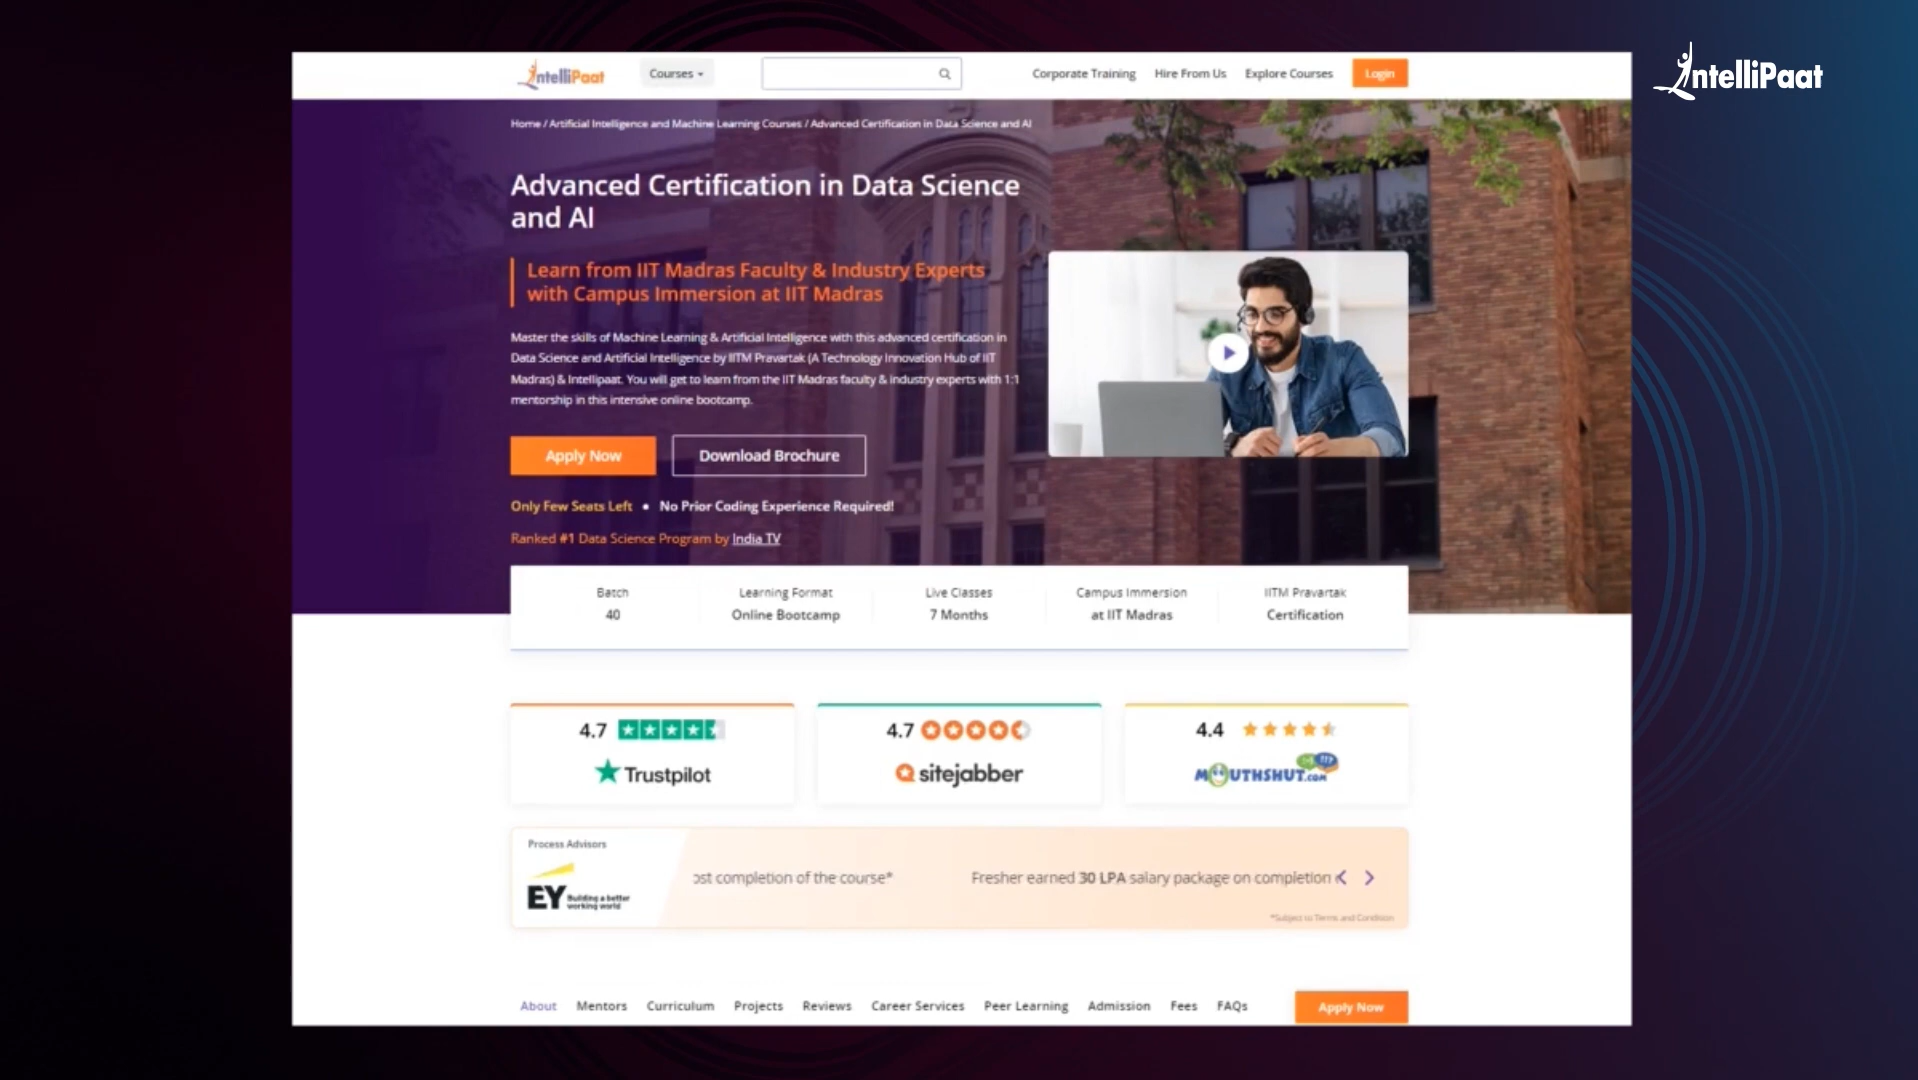 IntelliPaat
Courses
Corporate Training
Hire From Us
Explore Courses
Login
IntelliPaat
Home / Artificial Intelligence and Machine Learning Courses / Advanced Certification in Data Science and AI
Advanced Certification in Data Science
and AI
Learn from IIT Madras Faculty & Industry Experts
with Campus Immersion at IIT Madras
Master the skills of Machine Learning & Artificial Intelligence with this advanced certification in
Data Science and Artificial Intelligence by IITM Pravartak (A Technology Innovation Hub of IIT
Madras) & Intellipaat. You will get to learn from the IIT Madras faculty & industry experts with 1:1
mentorship in this intensive online bootcamp.
Apply Now
Download Brochure
Only Few Seats Left • No Prior Coding Experience Required!
Ranked #1 Data Science Program by India TV
Batch
40
Learning Format
Online Bootcamp
Live Classes
7 Months
Campus Immersion
at IIT Madras
IITM Pravartak
Certification
4.7
Trustpilot
4.7
sitejabber
4.4
MOUTHSHUT.COM
Process Advisors
EY Building a better
working world
ost completion of the course*
Fresher earned 30 LPA salary package on completion
*Subject to Terms and Condition
About
Mentors
Curriculum
Projects
Reviews
Career Services
Peer Learning
Admission
Fees
FAQs
Apply Now